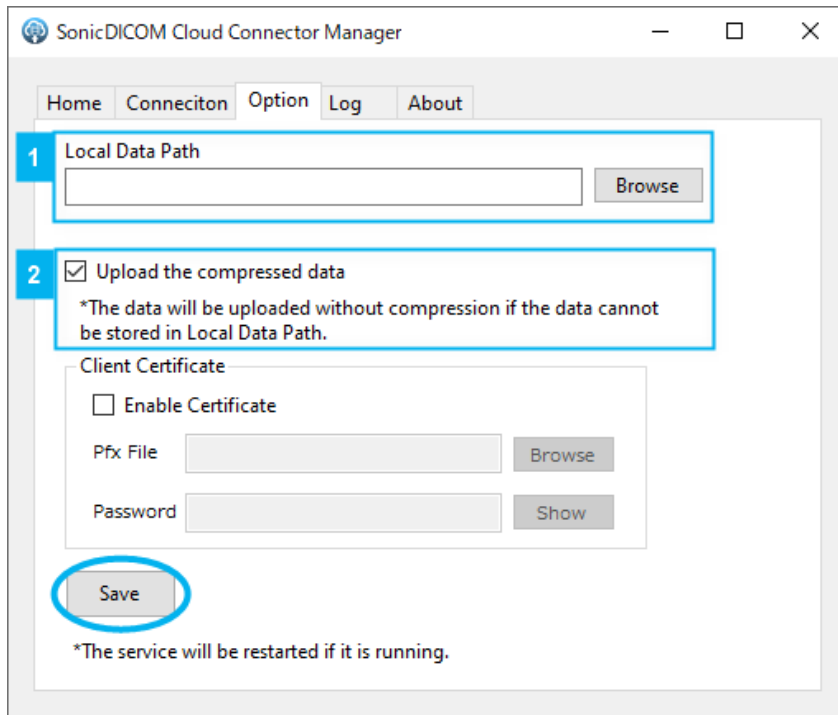 SonicDICOM Cloud Connector Manager
Home Conneciton Option Log About
1
Local Data Path
Browse
2
Upload the compressed data
*The data will be uploaded without compression if the data cannot
be stored in Local Data Path.
Client Certificate
Enable Certificate
Pfx File Browse
Password Show
Save
*The service will be restarted if it is running.